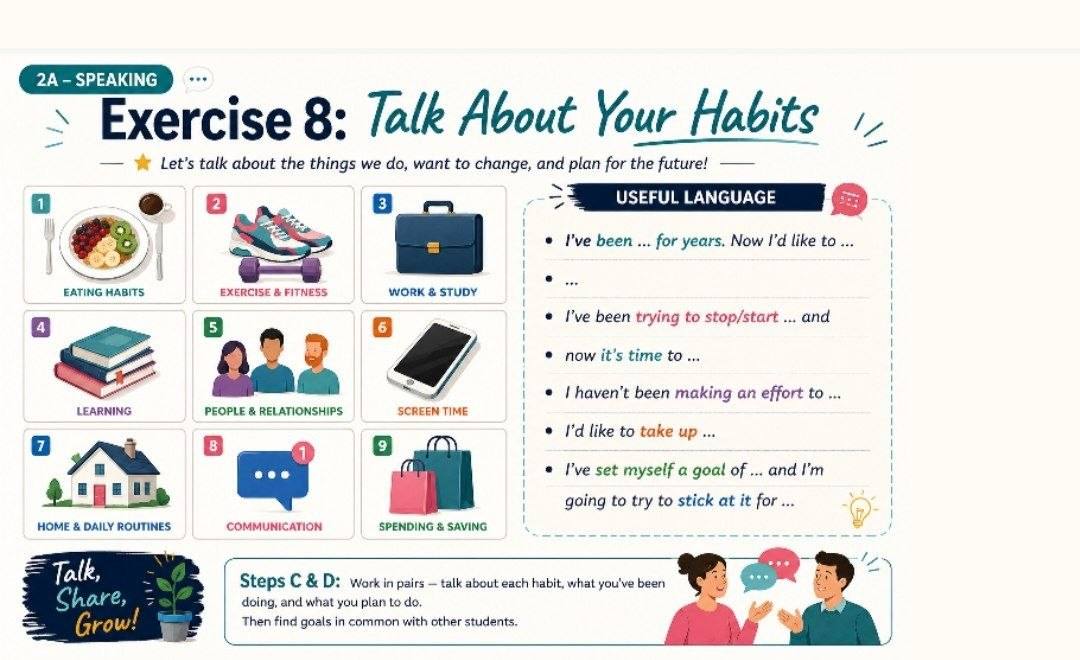 2A – SPEAKING
Exercise 8: Talk About Your Habits
Let's talk about the things we do, want to change, and plan for the future!
1
EATING HABITS
2
EXERCISE & FITNESS
3
WORK & STUDY
4
LEARNING
5
PEOPLE & RELATIONSHIPS
6
SCREEN TIME
7
HOME & DAILY ROUTINES
8
1
COMMUNICATION
9
SPENDING & SAVING
USEFUL LANGUAGE
• I've been ... for years. Now I'd like to ...
• ...
• I've been trying to stop/start ... and
• now it's time to ...
• I haven't been making an effort to ...
• I'd like to take up ...
• I've set myself a goal of ... and I'm
going to try to stick at it for ...
Talk,
Share,
Grow!
Steps C & D: Work in pairs — talk about each habit, what you've been
doing, and what you plan to do.
Then find goals in common with other students.